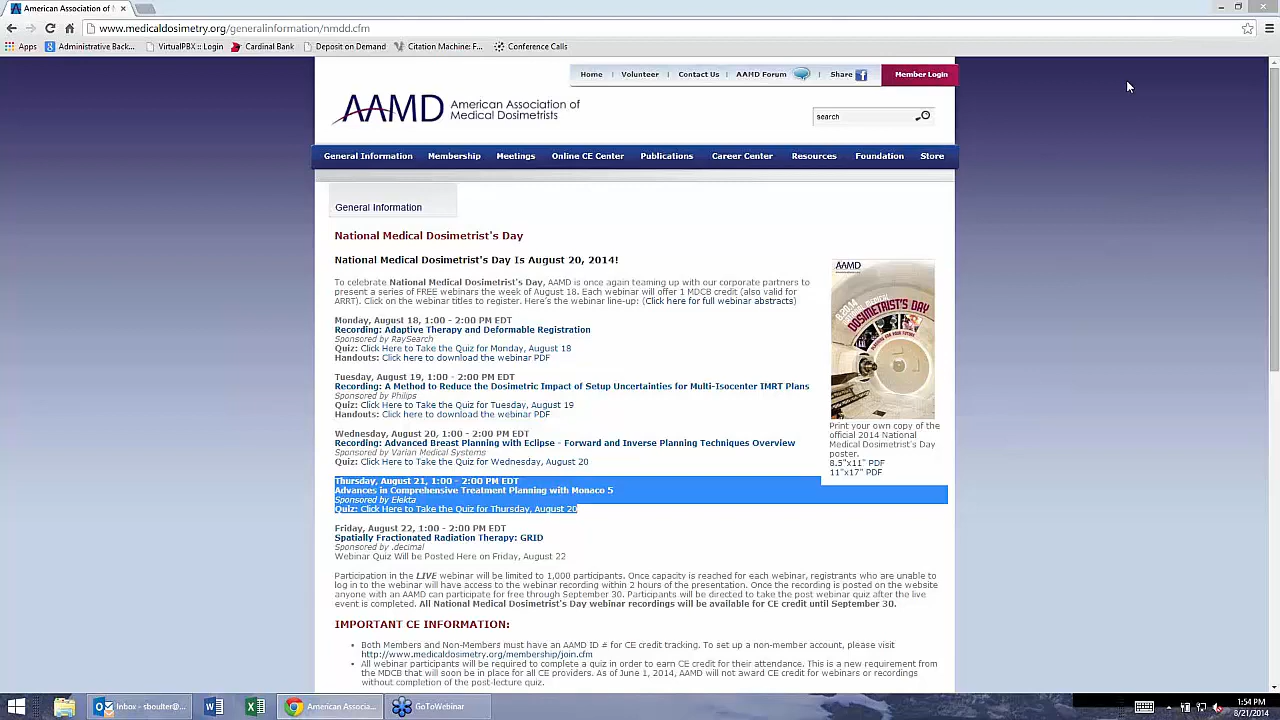 American Association of M
www.medicaldosimetry.org/generalinformation/nmdd.cfm
Apps Administrative Back... VirtualPBX :: Login Cardinal Bank Deposit on Demand Citation Machine: F... Conference Calls
Home | Volunteer | Contact Us | AAMD Forum | Share Member Login
AAMD American Association of
Medical Dosimetrists
search
General Information Membership Meetings Online CE Center Publications Career Center Resources Foundation Store
General Information
National Medical Dosimetrist's Day
National Medical Dosimetrist's Day Is August 20, 2014!
To celebrate National Medical Dosimetrist's Day, AAMD is once again teaming up with our corporate partners to
present a series of FREE webinars the week of August 18. Each webinar will offer 1 MDCB credit (also valid for
ARRT). Click on the webinar titles to register. Here's the webinar line-up: (Click here for full webinar abstracts)
Monday, August 18, 1:00 - 2:00 PM EDT
Recording: Adaptive Therapy and Deformable Registration
Sponsored by RaySearch
Quiz: Click Here to Take the Quiz for Monday, August 18
Handouts: Click here to download the webinar PDF
Tuesday, August 19, 1:00 - 2:00 PM EDT
Recording: A Method to Reduce the Dosimetric Impact of Setup Uncertainties for Multi-Isocenter IMRT Plans
Sponsored by Philips
Quiz: Click Here to Take the Quiz for Tuesday, August 19
Handouts: Click here to download the webinar PDF
Wednesday, August 20, 1:00 - 2:00 PM EDT
Recording: Advanced Breast Planning with Eclipse - Forward and Inverse Planning Techniques Overview
Sponsored by Varian Medical Systems
Quiz: Click Here to Take the Quiz for Wednesday, August 20
Thursday, August 21, 1:00 - 2:00 PM EDT
Advances in Comprehensive Treatment Planning with Monaco 5
Sponsored by Elekta
Quiz: Click Here to Take the Quiz for Thursday, August 20
Friday, August 22, 1:00 - 2:00 PM EDT
Spatially Fractionated Radiation Therapy: GRID
Sponsored by .decimal
Webinar Quiz Will be Posted Here on Friday, August 22
AAMD
8.20.14
NATIONAL MEDICAL
DOSIMETRIST'S DAY
Print your own copy of the
official 2014 National
Medical Dosimetrist's Day
poster.
8.5"x11" PDF
11"x17" PDF
Participation in the LIVE webinar will be limited to 1,000 participants. Once capacity is reached for each webinar, registrants who are unable to
log in to the webinar will have access to the webinar recording within 2 hours of the presentation. Once the recording is posted on the website
anyone with an AAMD can participate for free through September 30. Participants will be directed to take the post webinar quiz after the live
event is completed. All National Medical Dosimetrist's Day webinar recordings will be available for CE credit until September 30.
IMPORTANT CE INFORMATION:
• Both Members and Non-Members must have an AAMD ID # for CE credit tracking. To set up a non-member account, please visit
http://www.medicaldosimetry.org/membership/join.cfm
• All webinar participants will be required to complete a quiz in order to earn CE credit for their attendance. This is a new requirement from
the MDCB that will soon be in place for all CE providers. As of June 1, 2014, AAMD will not award CE credit for webinars or recordings
without completion of the post-lecture quiz.
Inbox - sboulter@... American Associa... GoToWebinar
1:54 PM
8/21/2014